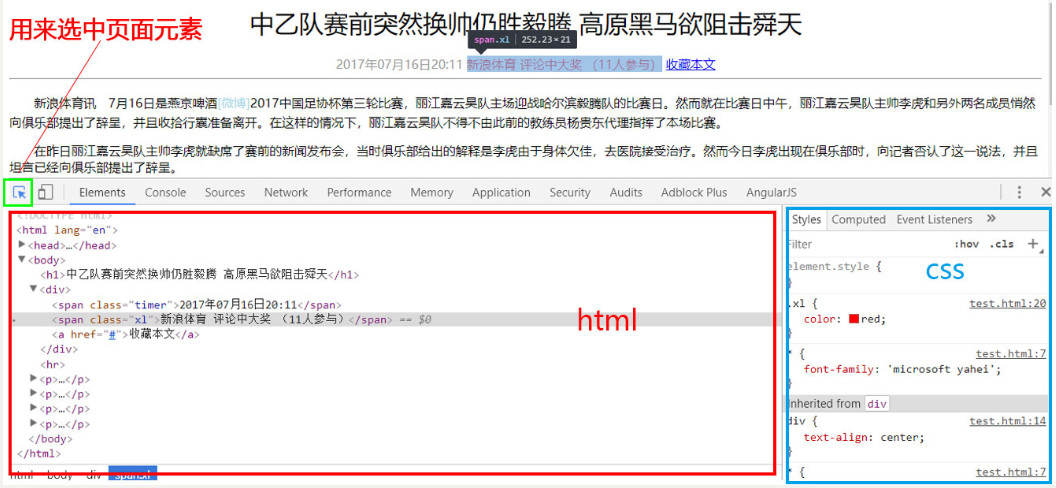 中乙队赛前突然换帅仍胜毅腾 高原黑马欲阻击舜天
用来选中页面元素
span.xl | 252.23×21
2017年07月16日20:11 新浪体育 评论中大奖 （11人参与） 收藏本文
新浪体育讯 7月16日是燕京啤酒[微博]2017中国足协杯第三轮比赛，丽江嘉云昊队主场迎战哈尔滨毅腾队的比赛日。然而就在比赛日中午，丽江嘉云昊队主帅李虎和另外两名成员悄然
向俱乐部提出了辞呈，并且收拾行囊准备离开。在这样的情况下，丽江嘉云昊队不得不由此前的教练员杨贵东代理指挥了本场比赛。
在昨日丽江嘉云昊队主帅李虎就缺席了赛前的新闻发布会，当时俱乐部给出的解释是李虎由于身体欠佳，去医院接受治疗。然而今日李虎出现在俱乐部时，向记者否认了这一说法，并且
坦言已经向俱乐部提出了辞呈。
Elements Console Sources Network Performance Memory Application Security Audits Adblock Plus AngularJS
<!DOCTYPE html>
<html lang="en">
<head>…</head>
<body>
<h1>中乙队赛前突然换帅仍胜毅腾 高原黑马欲阻击舜天</h1>
<div>
<span class="timer">2017年07月16日20:11</span>
<span class="xl">新浪体育 评论中大奖 （11人参与）</span> == $0
<a href="#">收藏本文</a>
</div>
<hr>
<p>…</p>
<p>…</p>
<p>…</p>
<p>…</p>
</body>
</html>
html
html body div span.xl
Styles Computed Event Listeners »
Filter :hov .cls +
element.style {
}
css
.xl { test.html:20
color: red;
}
* { test.html:7
font-family: 'microsoft yahei';
}
Inherited from div
div { test.html:14
text-align: center;
}
* { test.html:7